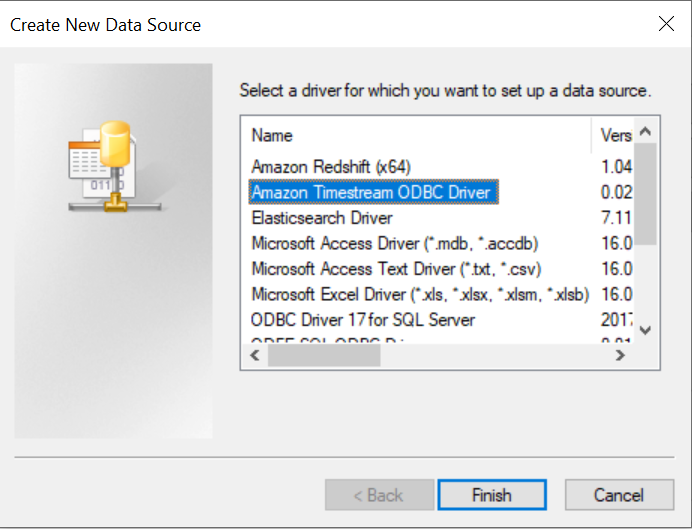 Create New Data Source
Select a driver for which you want to set up a data source.
Name Vers
Amazon Redshift (x64) 1.04
Amazon Timestream ODBC Driver 0.02
Elasticsearch Driver 7.11
Microsoft Access Driver (*.mdb, *.accdb) 16.0
Microsoft Access Text Driver (*.txt, *.csv) 16.0
Microsoft Excel Driver (*.xls, *.xlsx, *.xlsm, *.xlsb) 16.0
ODBC Driver 17 for SQL Server 2017
< Back Finish Cancel